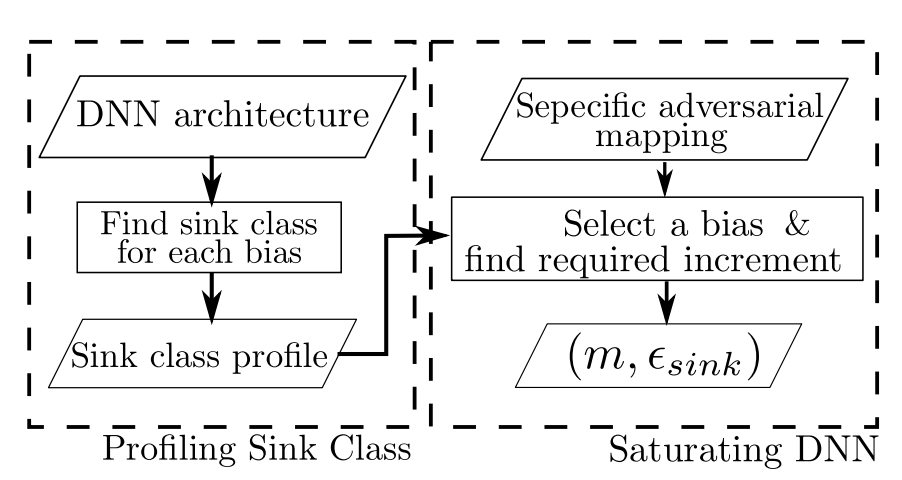 DNN architecture
Find sink class
for each bias
Sink class profile
Profiling Sink Class
Sepecific adversarial
mapping
Select a bias &
find required increment
(m, ϵ_sink)
Saturating DNN